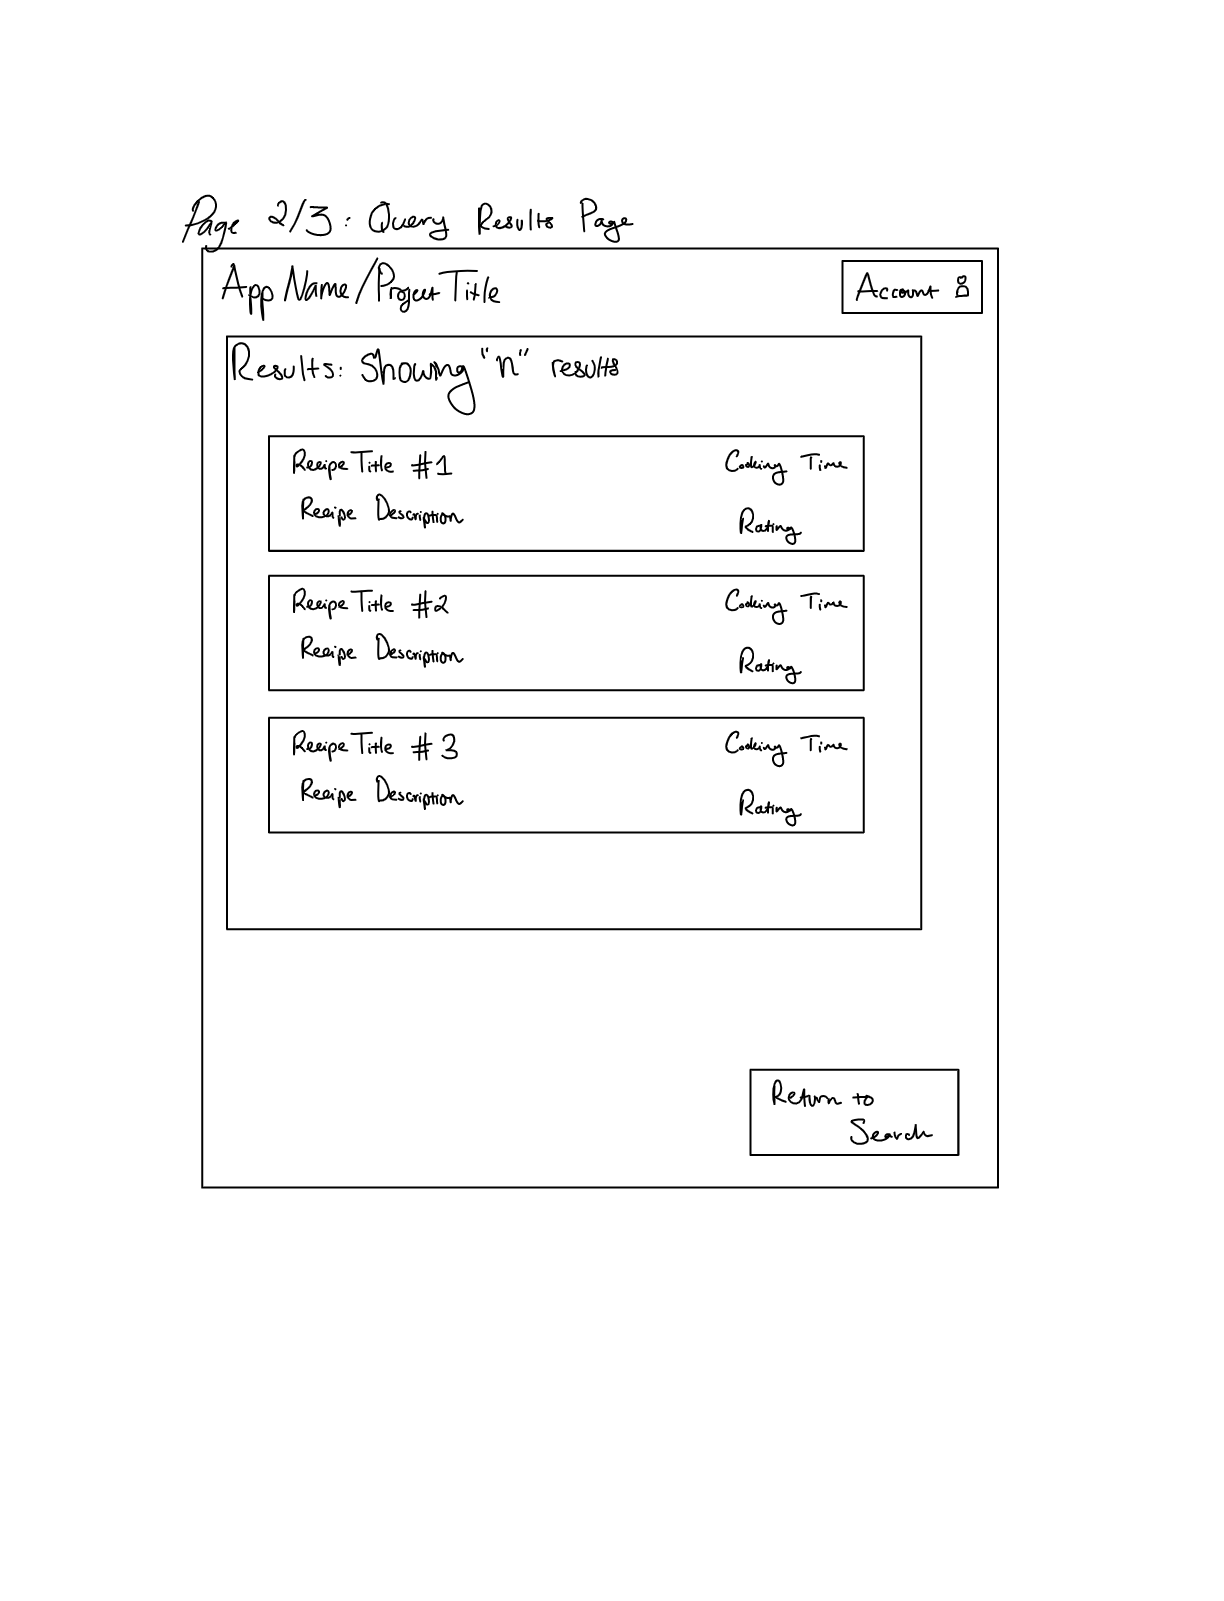 Page 2/3: Query Results Page
App Name/Project Title
Account
Results: Showing "n" results
Recipe Title #1
Cooking Time
Recipe Description
Rating
Recipe Title #2
Cooking Time
Recipe Description
Rating
Recipe Title #3
Cooking Time
Recipe Description
Rating
Return to
Search